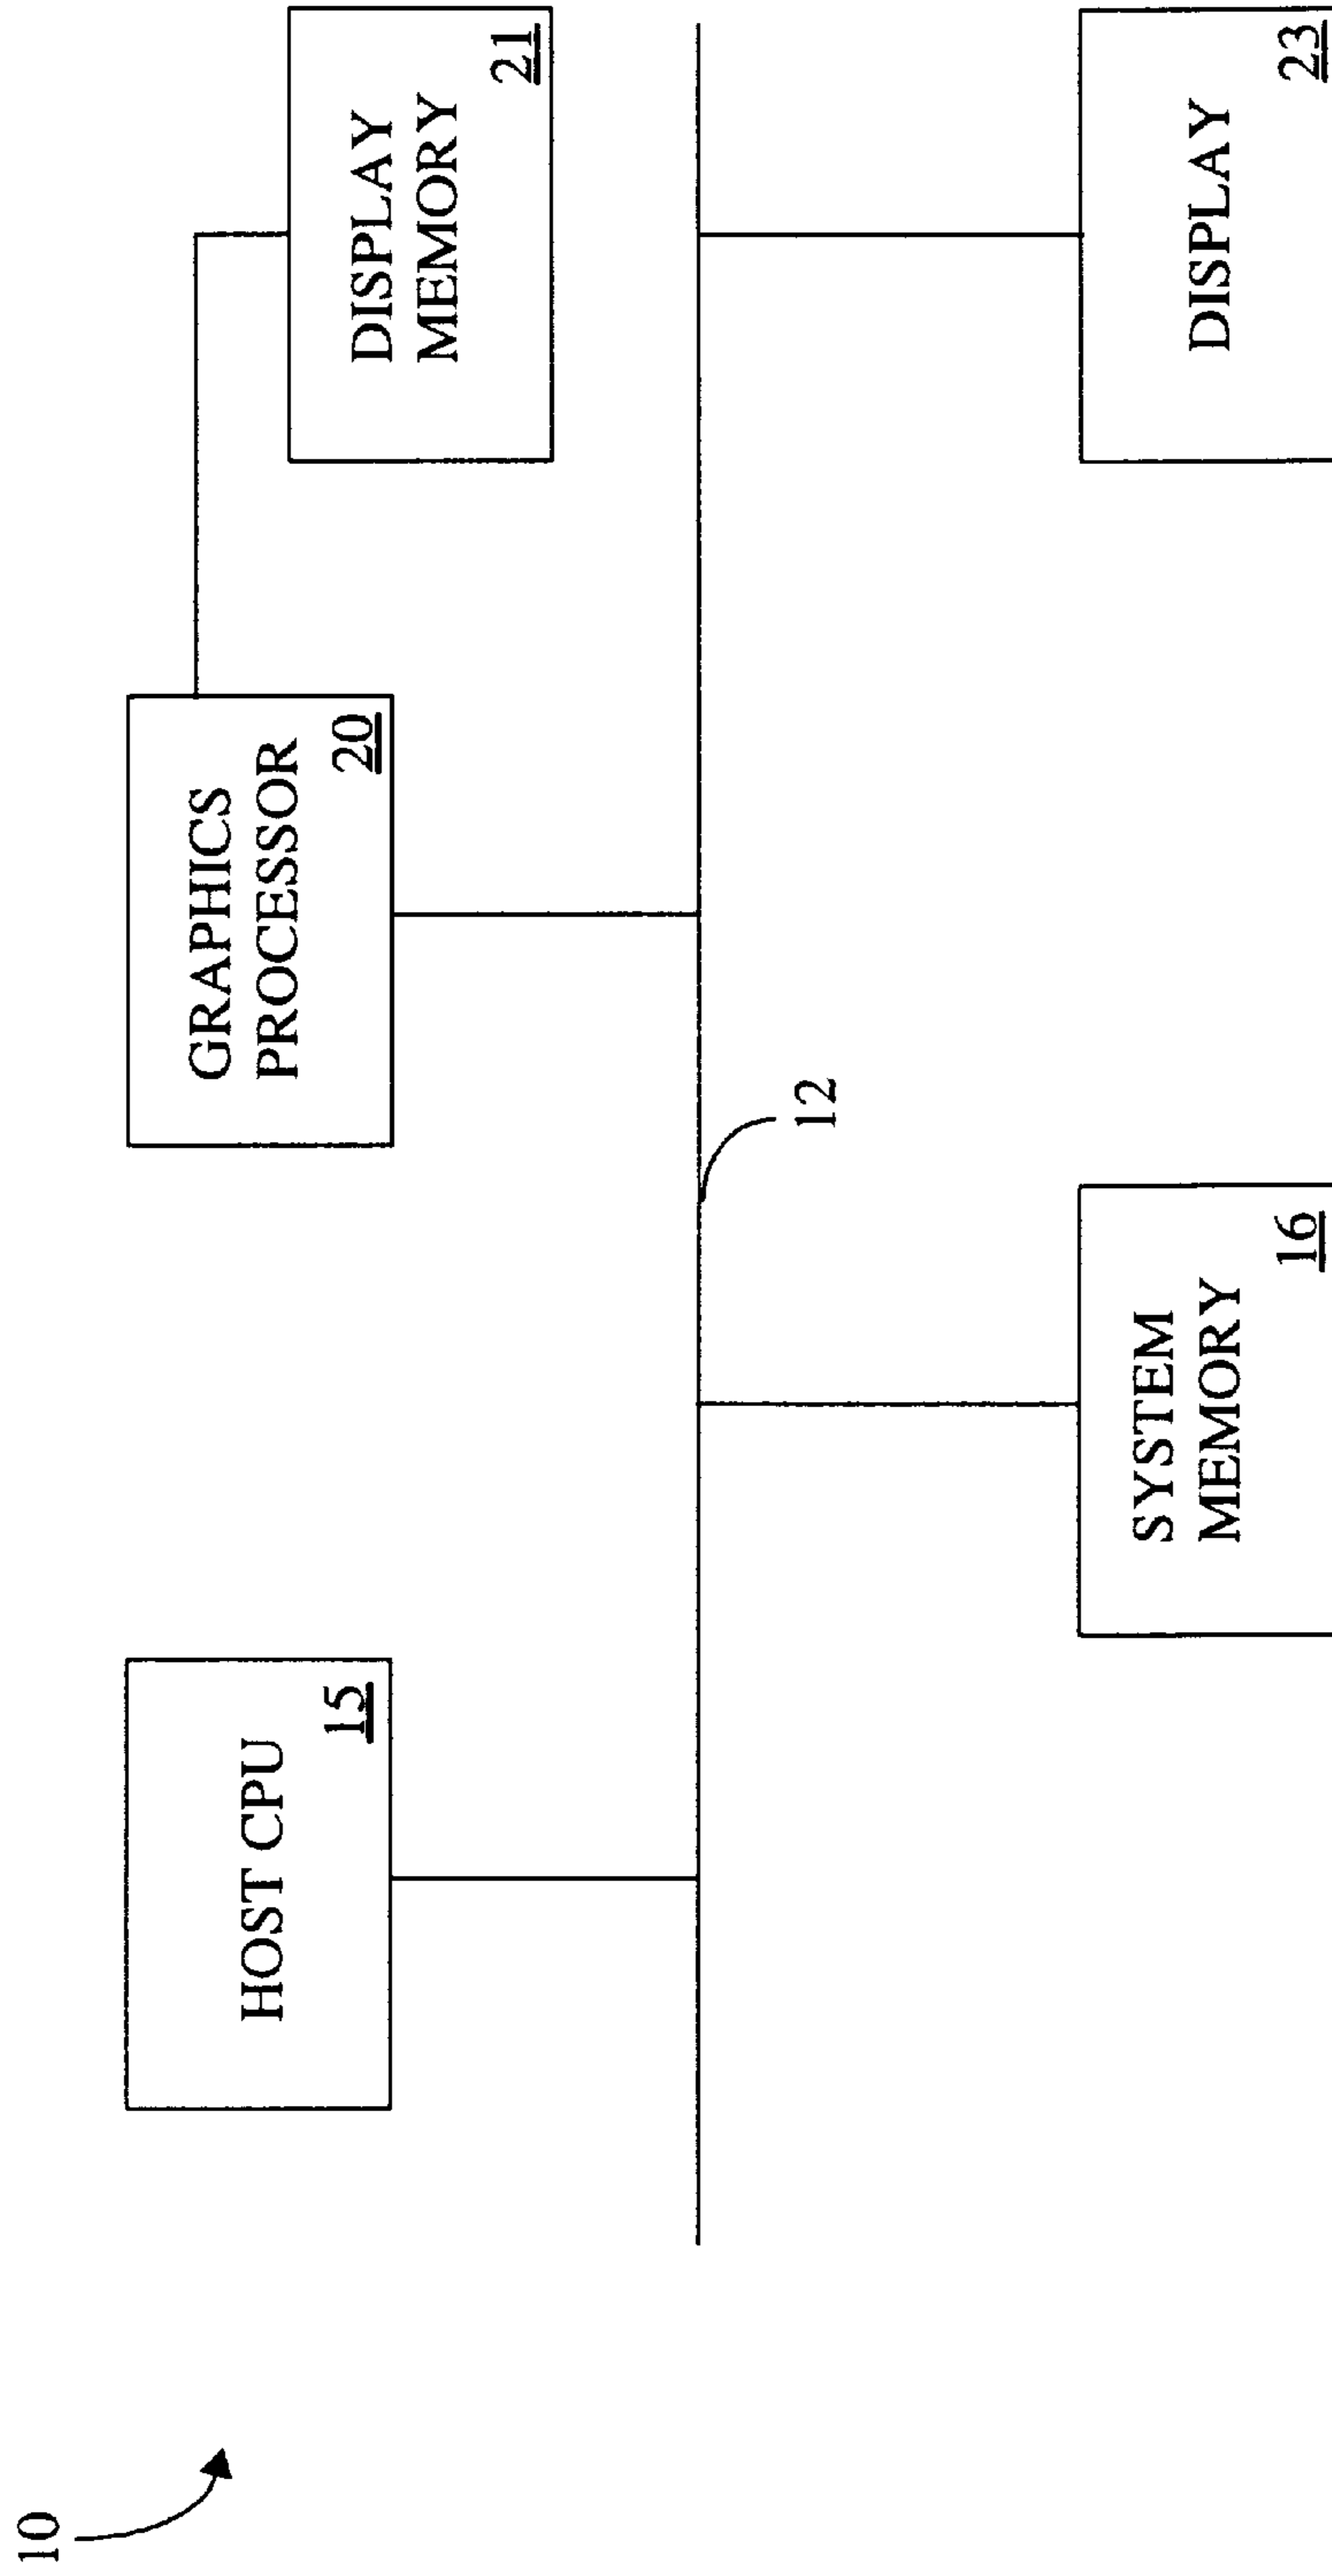 10
HOST CPU
15
GRAPHICS
PROCESSOR
20
DISPLAY
MEMORY
21
12
SYSTEM
MEMORY
16
DISPLAY
23